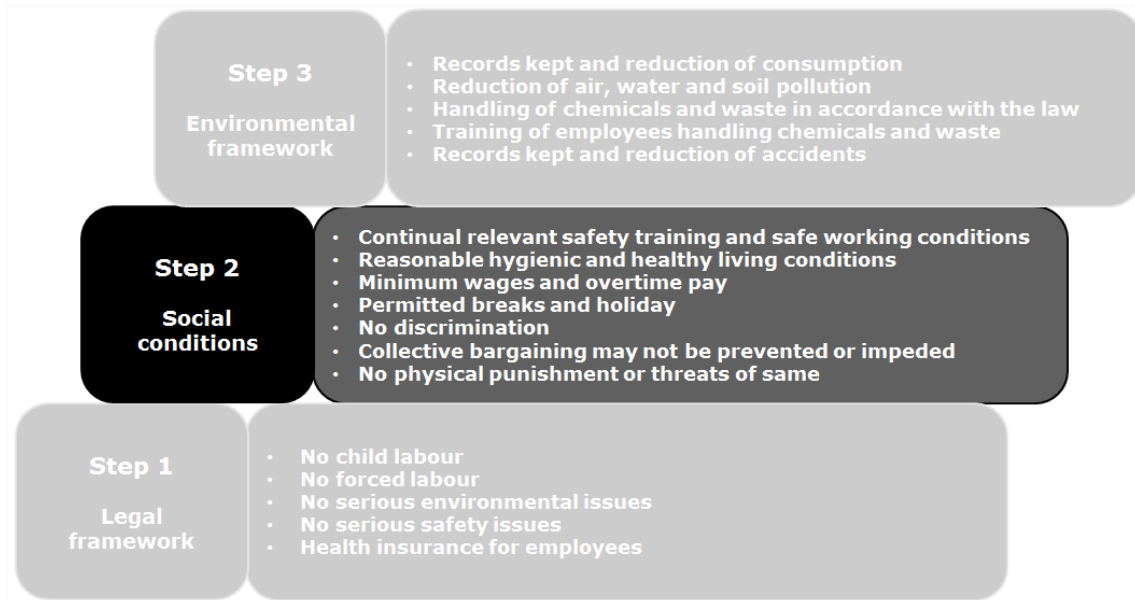 Step 3
Environmental
framework
• Records kept and reduction of consumption
• Reduction of air, water and soil pollution
• Handling of chemicals and waste in accordance with the law
• Training of employees handling chemicals and waste
• Records kept and reduction of accidents
Step 2
Social
conditions
• Continual relevant safety training and safe working conditions
• Reasonable hygienic and healthy living conditions
• Minimum wages and overtime pay
• Permitted breaks and holiday
• No discrimination
• Collective bargaining may not be prevented or impeded
• No physical punishment or threats of same
Step 1
Legal
framework
• No child labour
• No forced labour
• No serious environmental issues
• No serious safety issues
• Health insurance for employees